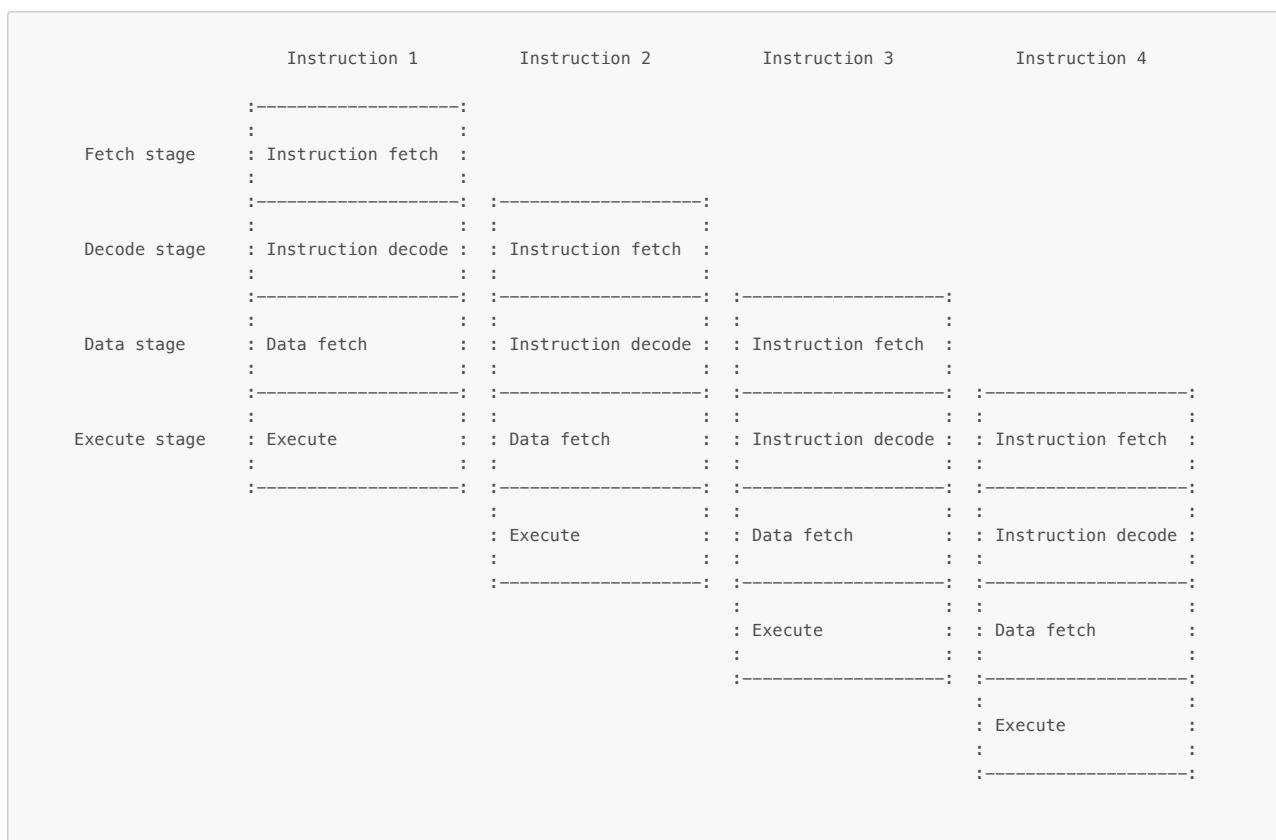 Instruction 1 Instruction 2 Instruction 3 Instruction 4
Fetch stage Instruction fetch
Decode stage Instruction decode Instruction fetch
Data stage Data fetch Instruction decode Instruction fetch
Execute stage Execute Data fetch Instruction decode Instruction fetch
Execute Data fetch Instruction decode
Execute Data fetch
Execute